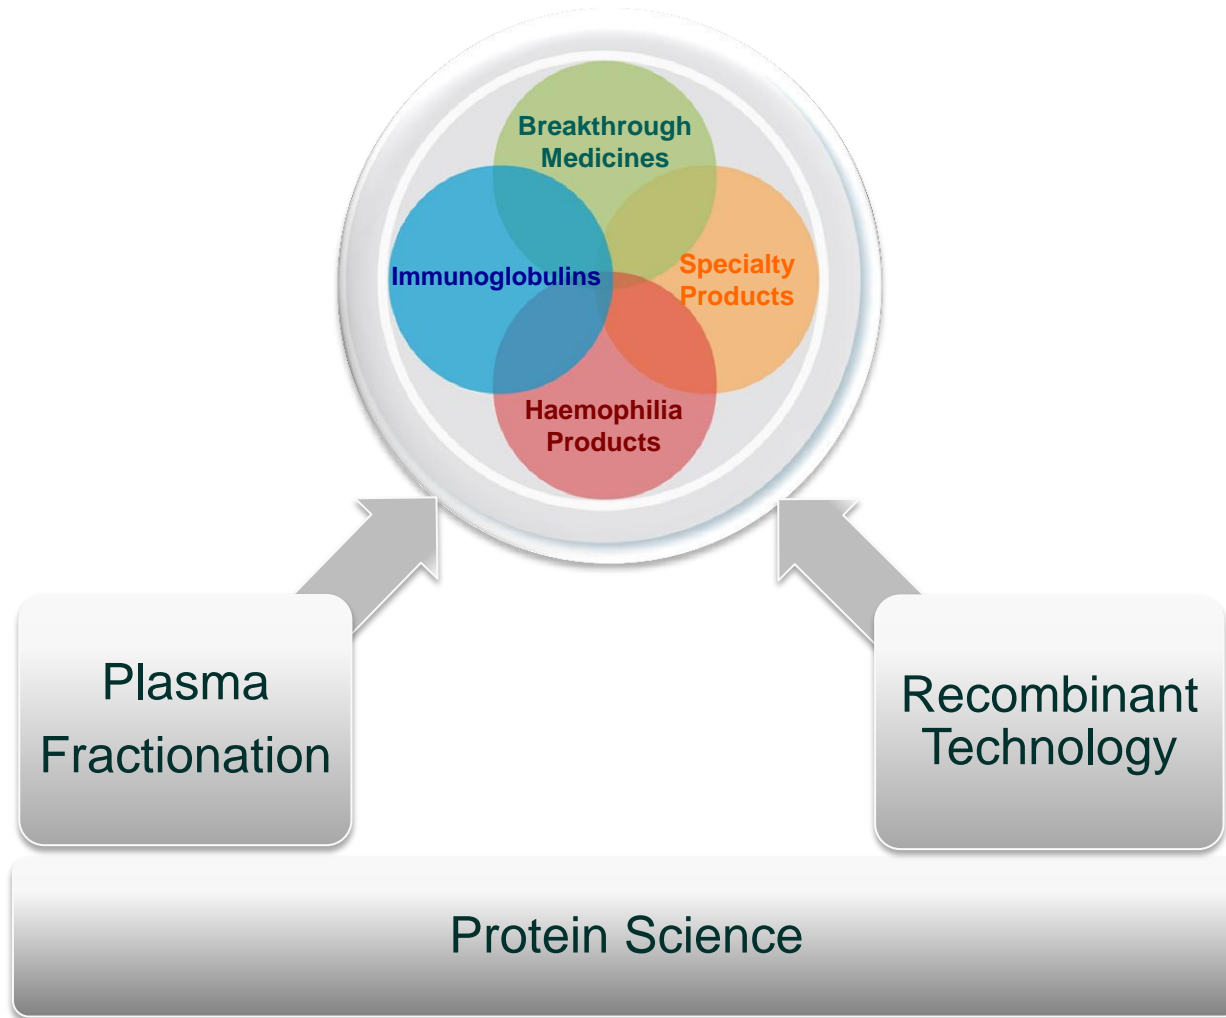 Breakthrough
Medicines
Immunoglobulins
Specialty
Products
Haemophilia
Products
Plasma
Fractionation
Recombinant
Technology
Protein Science